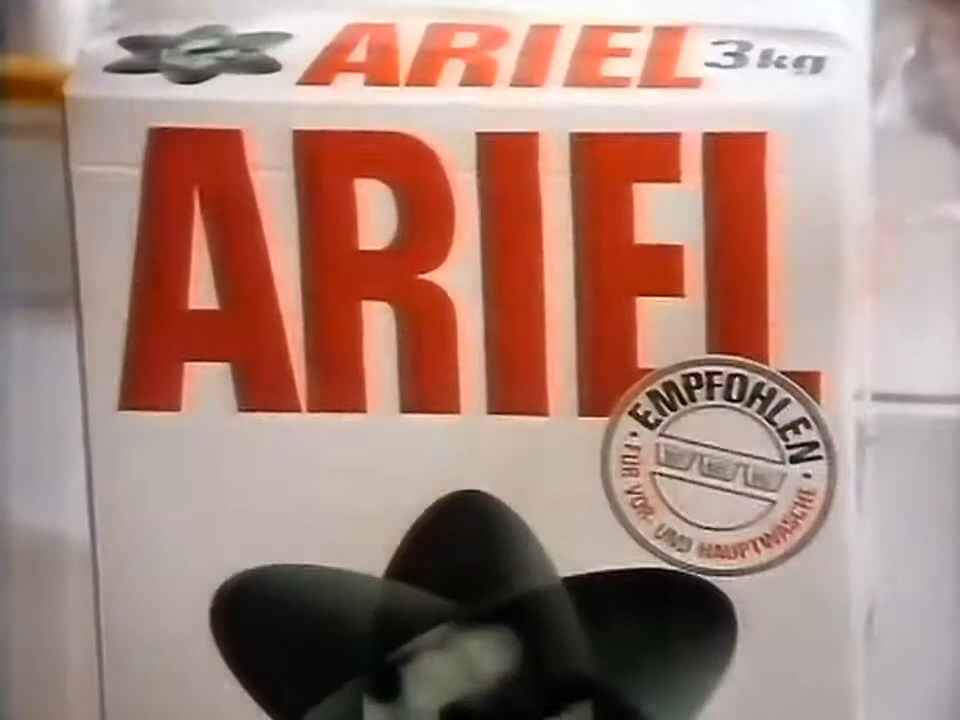 ARIEL 3kg
ARIEL
EMPFOHLEN
· FÜR VOR- UND HAUPTWÄSCHE ·